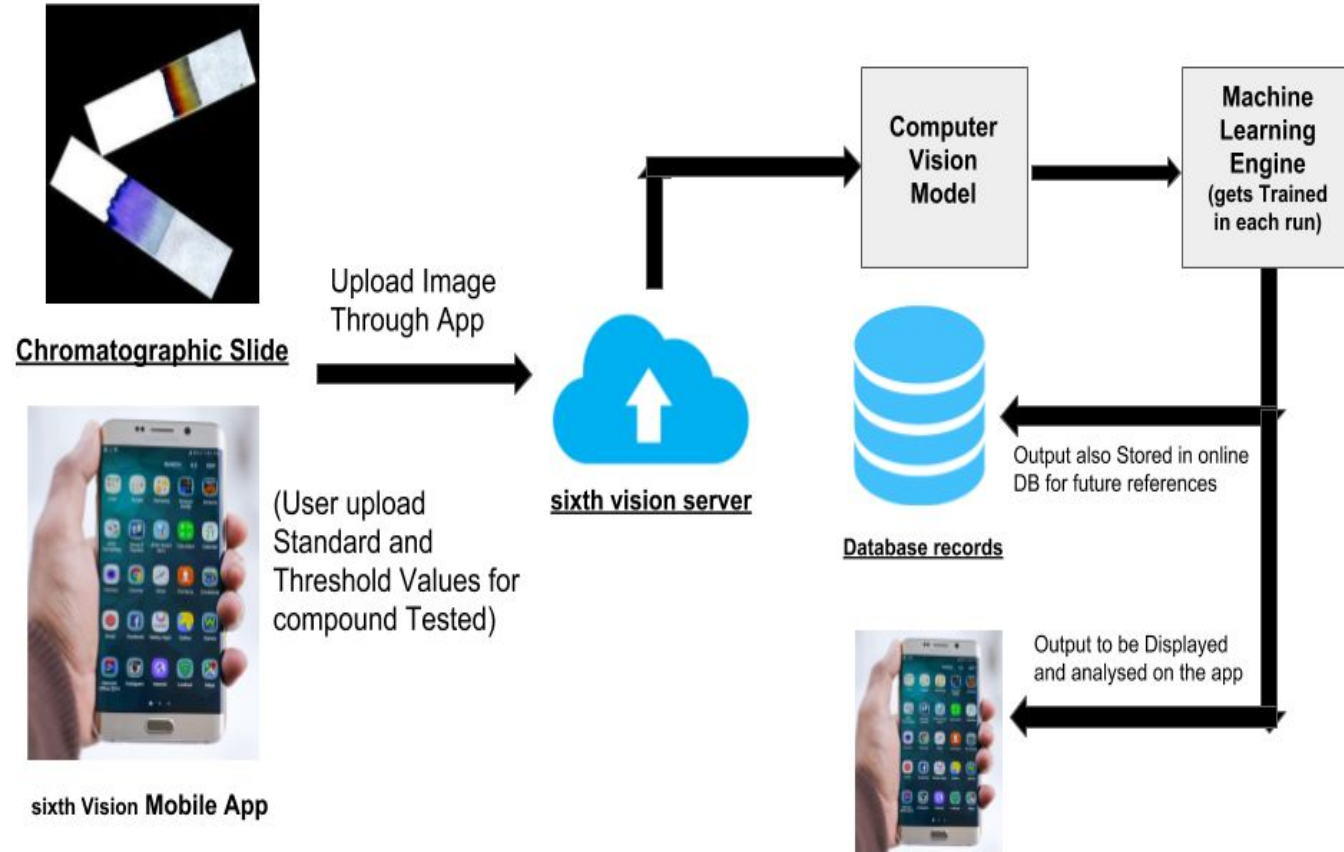 Chromatographic Slide
Upload Image
Through App
(User upload
Standard and
Threshold Values for
compound Tested)
sixth Vision Mobile App
sixth vision server
Computer
Vision
Model
Machine
Learning
Engine
(gets Trained
in each run)
Output also Stored in online
DB for future references
Database records
Output to be Displayed
and analysed on the app